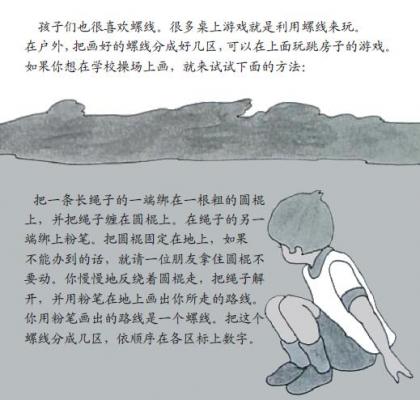 孩子们也很喜欢螺线。很多桌上游戏就是利用螺线来玩。
在户外，把画好的螺线分成好几区，可以在上面玩跳房子的游戏。
如果你想在学校操场上画，就来试试下面的方法：
把一条长绳子的一端绑在一根粗的圆棍
上，并把绳子缠在圆棍上。在绳子的另一
端绑上粉笔。把圆棍固定在地上，如果
不能办到的话，就请一位朋友拿住圆棍不
要动。你慢慢地反绕着圆棍走，把绳子解
开，并用粉笔在地上画出你所走的路线。
你用粉笔画出的路线是一个螺线。把这个
螺线分成几区，依顺序在各区标上数字。